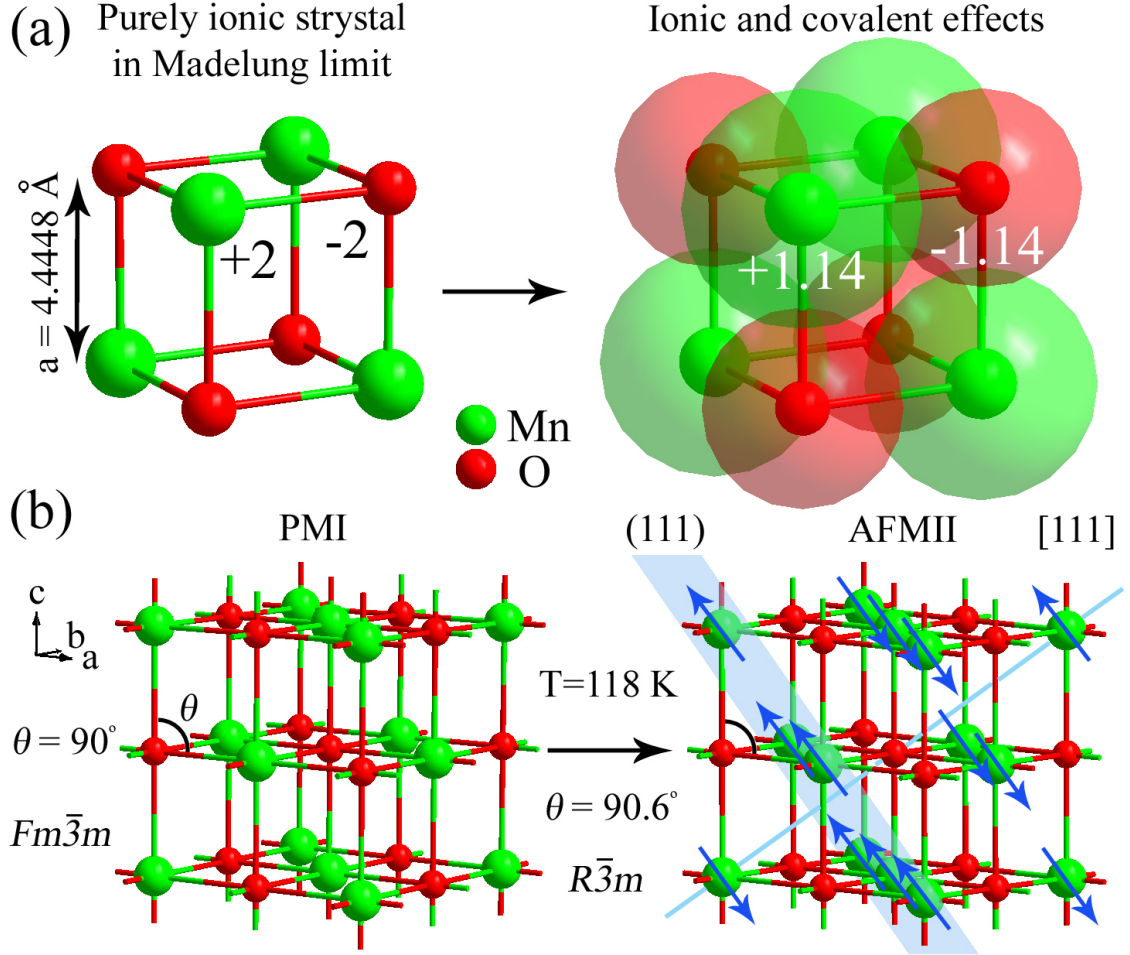 (a)
Purely ionic strystal
in Madelung limit
Ionic and covalent effects
a = 4.4448 Å
+2
-2
+1.14
-1.14
Mn
O
(b)
PMI
(111)
AFMII
[111]
c
b
a
θ
θ = 90°
T=118 K
θ = 90.6°
Fm3̅m
R3̅m